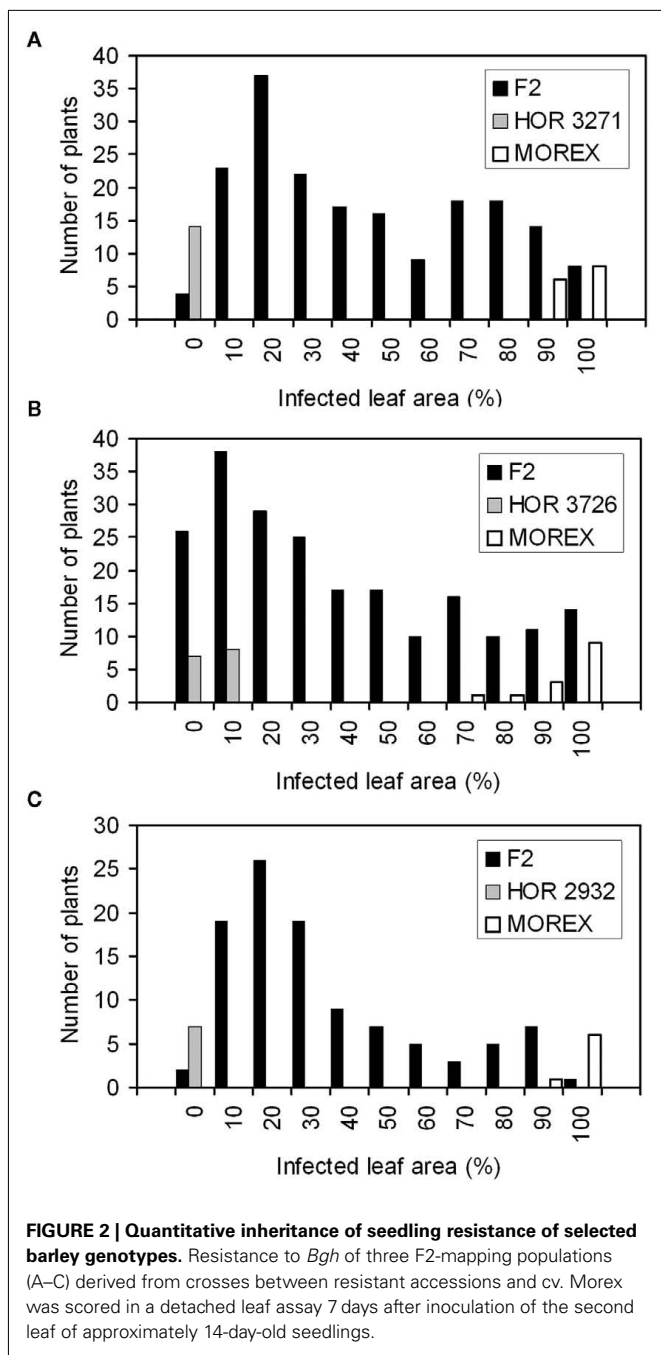 A
40
35
30
25
20
15
10
5
0
Number of plants
F2
HOR 3271
MOREX
0 10 20 30 40 50 60 70 80 90 100
Infected leaf area (%)
B
40
35
30
25
20
15
10
5
0
Number of plants
F2
HOR 3726
MOREX
0 10 20 30 40 50 60 70 80 90 100
Infected leaf area (%)
C
30
25
20
15
10
5
0
Number of plants
F2
HOR 2932
MOREX
0 10 20 30 40 50 60 70 80 90 100
Infected leaf area (%)
FIGURE 2 | Quantitative inheritance of seedling resistance of selected
barley genotypes. Resistance to Bgh of three F2-mapping populations
(A–C) derived from crosses between resistant accessions and cv. Morex
was scored in a detached leaf assay 7 days after inoculation of the second
leaf of approximately 14-day-old seedlings.